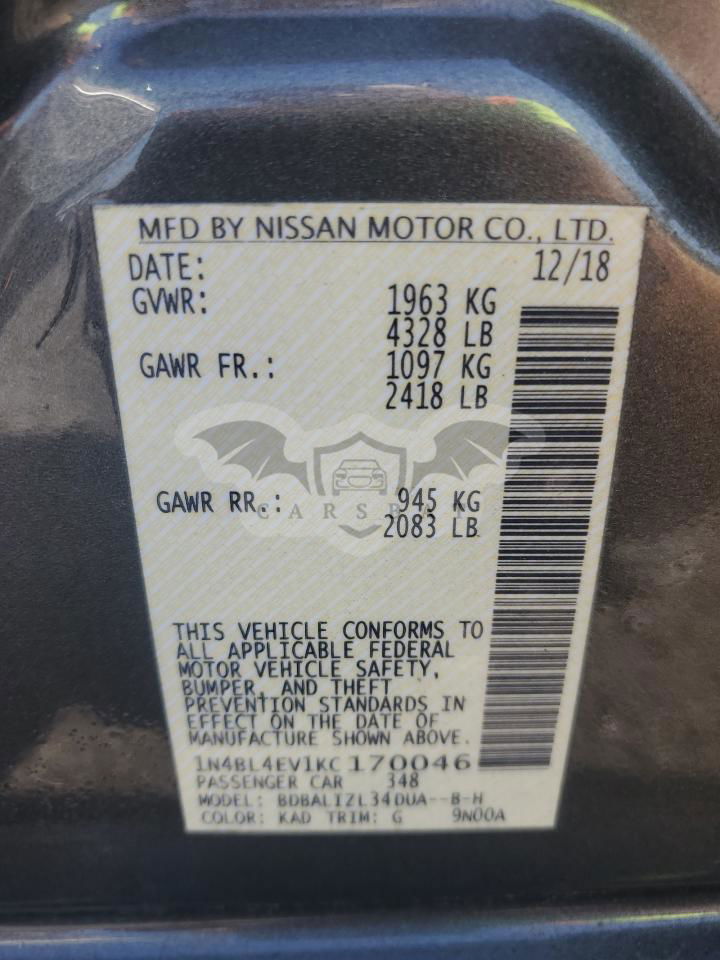 MFD BY NISSAN MOTOR CO., LTD.
DATE: 12/18
GVWR: 1963 KG
4328 LB
GAWR FR.: 1097 KG
2418 LB
GAWR RR.: 945 KG
CARSBAT
2083 LB
THIS VEHICLE CONFORMS TO
ALL APPLICABLE FEDERAL
MOTOR VEHICLE SAFETY,
BUMPER, AND THEFT
PREVENTION STANDARDS IN
EFFECT ON THE DATE OF
MANUFACTURE SHOWN ABOVE.
1N4BL4EV1KC170046
PASSENGER CAR 348
MODEL: BDBALIZL34DUA--B-H
COLOR: KAD TRIM: G 9N00A